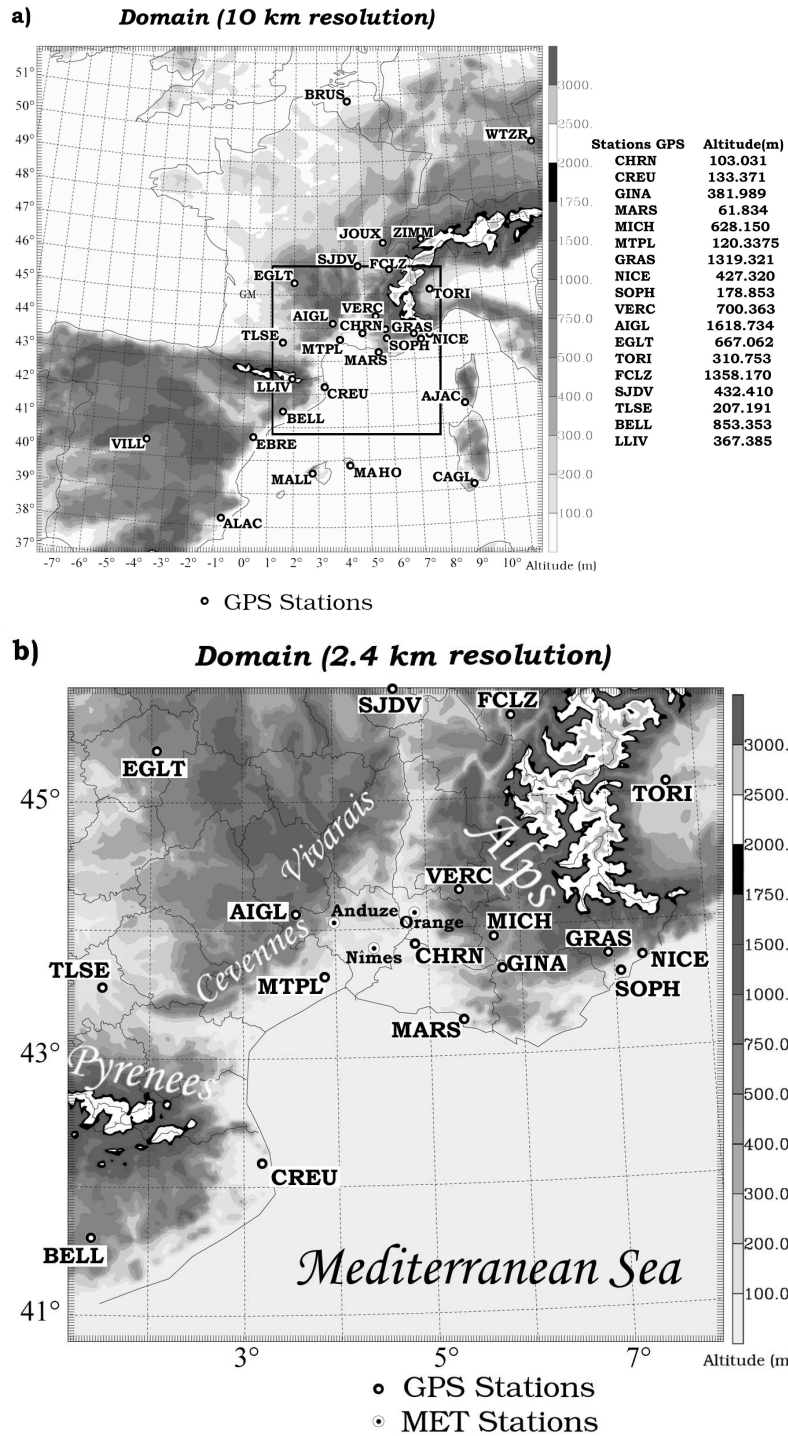 a)
Domain (10 km resolution)
51°
50°
49°
48°
47°
46°
45°
44°
43°
42°
41°
40°
39°
38°
37°
BRUS
WTZR
JOUX
ZIMM
SJDV
FCLZ
EGLT
GM
TORI
VERC
AIGL
CHRN
GRAS
TLSE
MTPL
SOPH
NICE
MARS
LLIV
CREU
AJAC
BELL
VILL
EBRE
MALL
MAHO
CAGL
ALAC
-7° -6° -5° -4° -3° -2° -1° 0° 1° 2° 3° 4° 5° 6° 7° 8° 9° 10° Altitude (m)
3000.
2500.
2000.
1750.
1500.
1000.
750.0
500.0
400.0
300.0
200.0
100.0
GPS Stations
Stations GPS Altitude(m)
CHRN 103.031
CREU 133.371
GINA 381.989
MARS 61.834
MICH 628.150
MTPL 120.3375
GRAS 1319.321
NICE 427.320
SOPH 178.853
VERC 700.363
AIGL 1618.734
EGLT 667.062
TORI 310.753
FCLZ 1358.170
SJDV 432.410
TLSE 207.191
BELL 853.353
LLIV 367.385
b)
Domain (2.4 km resolution)
SJDV
FCLZ
EGLT
TORI
45°
Vivarais
Alps
VERC
AIGL
Anduze
Orange
MICH
Cevennes
Nîmes
CHRN
GRAS
NICE
TLSE
MTPL
GINA
SOPH
MARS
43°
Pyrenees
CREU
BELL
Mediterranean Sea
41°
3° 5° 7° Altitude (m
3000.
2500.
2000.
1750.
1500.
1000.
750.0
500.0
400.0
300.0
200.0
100.0
GPS Stations
MET Stations